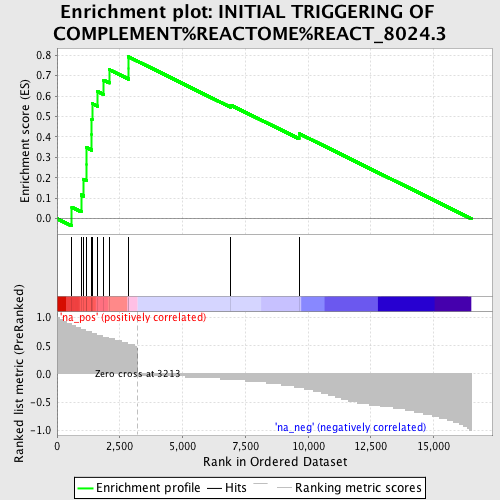 Enrichment plot: INITIAL TRIGGERING OF
COMPLEMENT%REACTOME%REACT_8024.3
Enrichment score (ES)
0.8
0.7
0.6
0.5
0.4
0.3
0.2
0.1
0.0
Ranked list metric (PreRanked)
1.0
0.5
0.0
-0.5
-1.0
'na_pos' (positively correlated)
Zero cross at 3213
'na_neg' (negatively correlated)
0 2,500 5,000 7,500 10,000 12,500 15,000
Rank in Ordered Dataset
Enrichment profile Hits Ranking metric scores